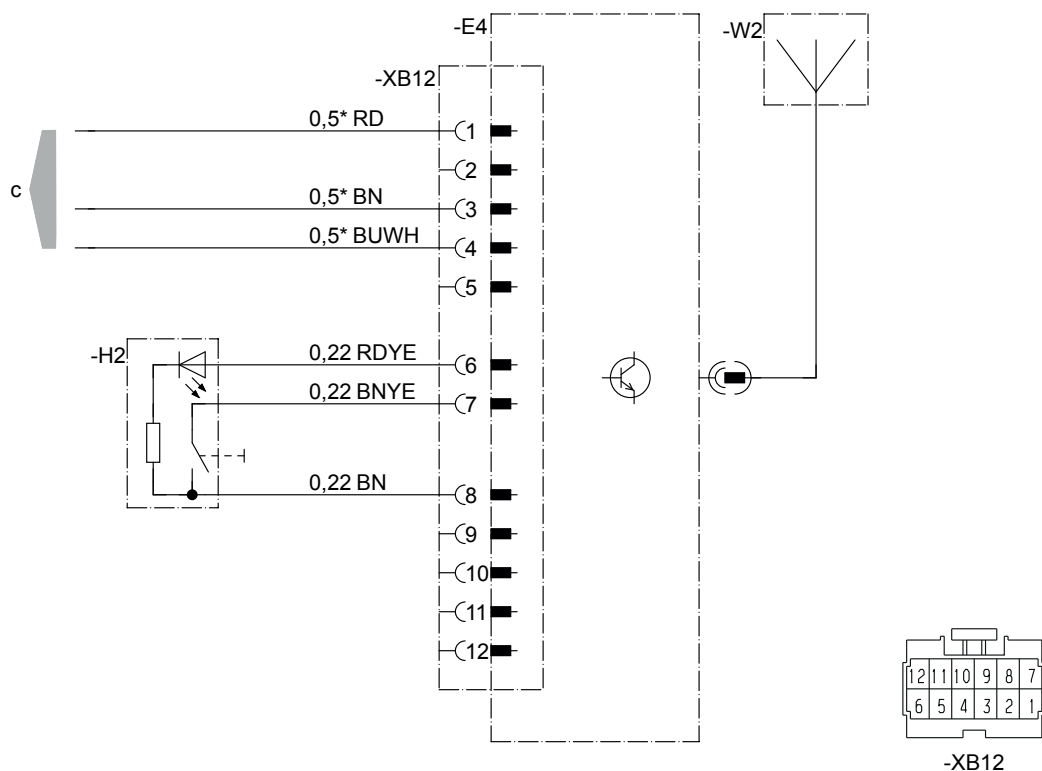 -E4
-W2
-XB12
0,5* RD
1
2
c
0,5* BN
3
0,5* BUWH
4
5
-H2
0,22 RDYE
6
0,22 BNYE
7
0,22 BN
8
9
10
11
12
12 11 10 9 8 7
6 5 4 3 2 1
-XB12